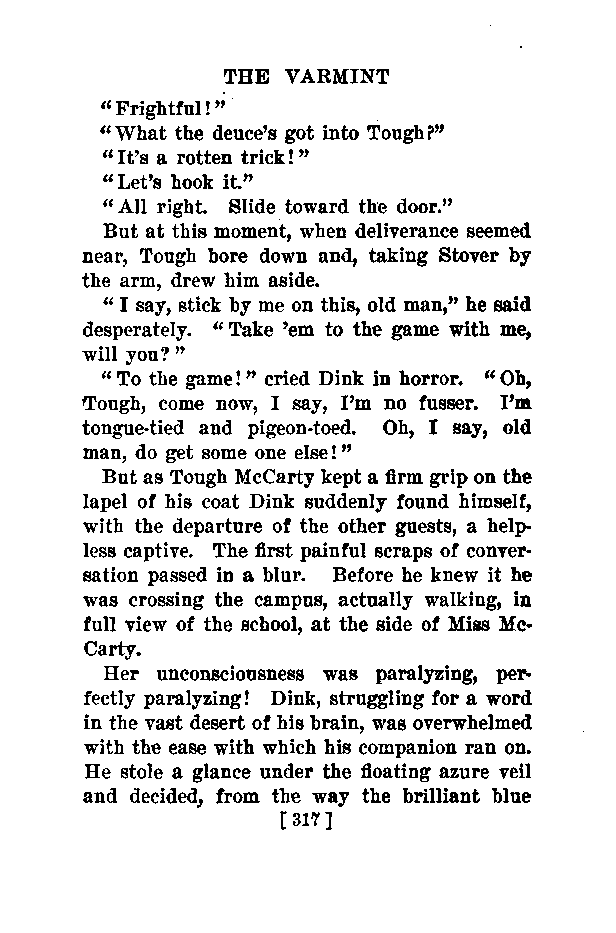 THE VARMINT
"Frightful!"
"What the deuce's got into Tough?"
"It's a rotten trick!"
"Let's hook it."
"All right. Slide toward the door."
But at this moment, when deliverance seemed
near, Tough bore down and, taking Stover by
the arm, drew him aside.
"I say, stick by me on this, old man," he said
desperately. "Take 'em to the game with me,
will you?"
"To the game!" cried Dink in horror. "Oh,
Tough, come now, I say, I'm no fusser. I'm
tongue-tied and pigeon-toed. Oh, I say, old
man, do get some one else!"
But as Tough McCarty kept a firm grip on the
lapel of his coat Dink suddenly found himself,
with the departure of the other guests, a help-
less captive. The first painful scraps of conver-
sation passed in a blur. Before he knew it he
was crossing the campus, actually walking, in
full view of the school, at the side of Miss Mc-
Carty.
Her unconsciousness was paralyzing, per-
fectly paralyzing! Dink, struggling for a word
in the vast desert of his brain, was overwhelmed
with the ease with which his companion ran on.
He stole a glance under the floating azure veil
and decided, from the way the brilliant blue
[317]